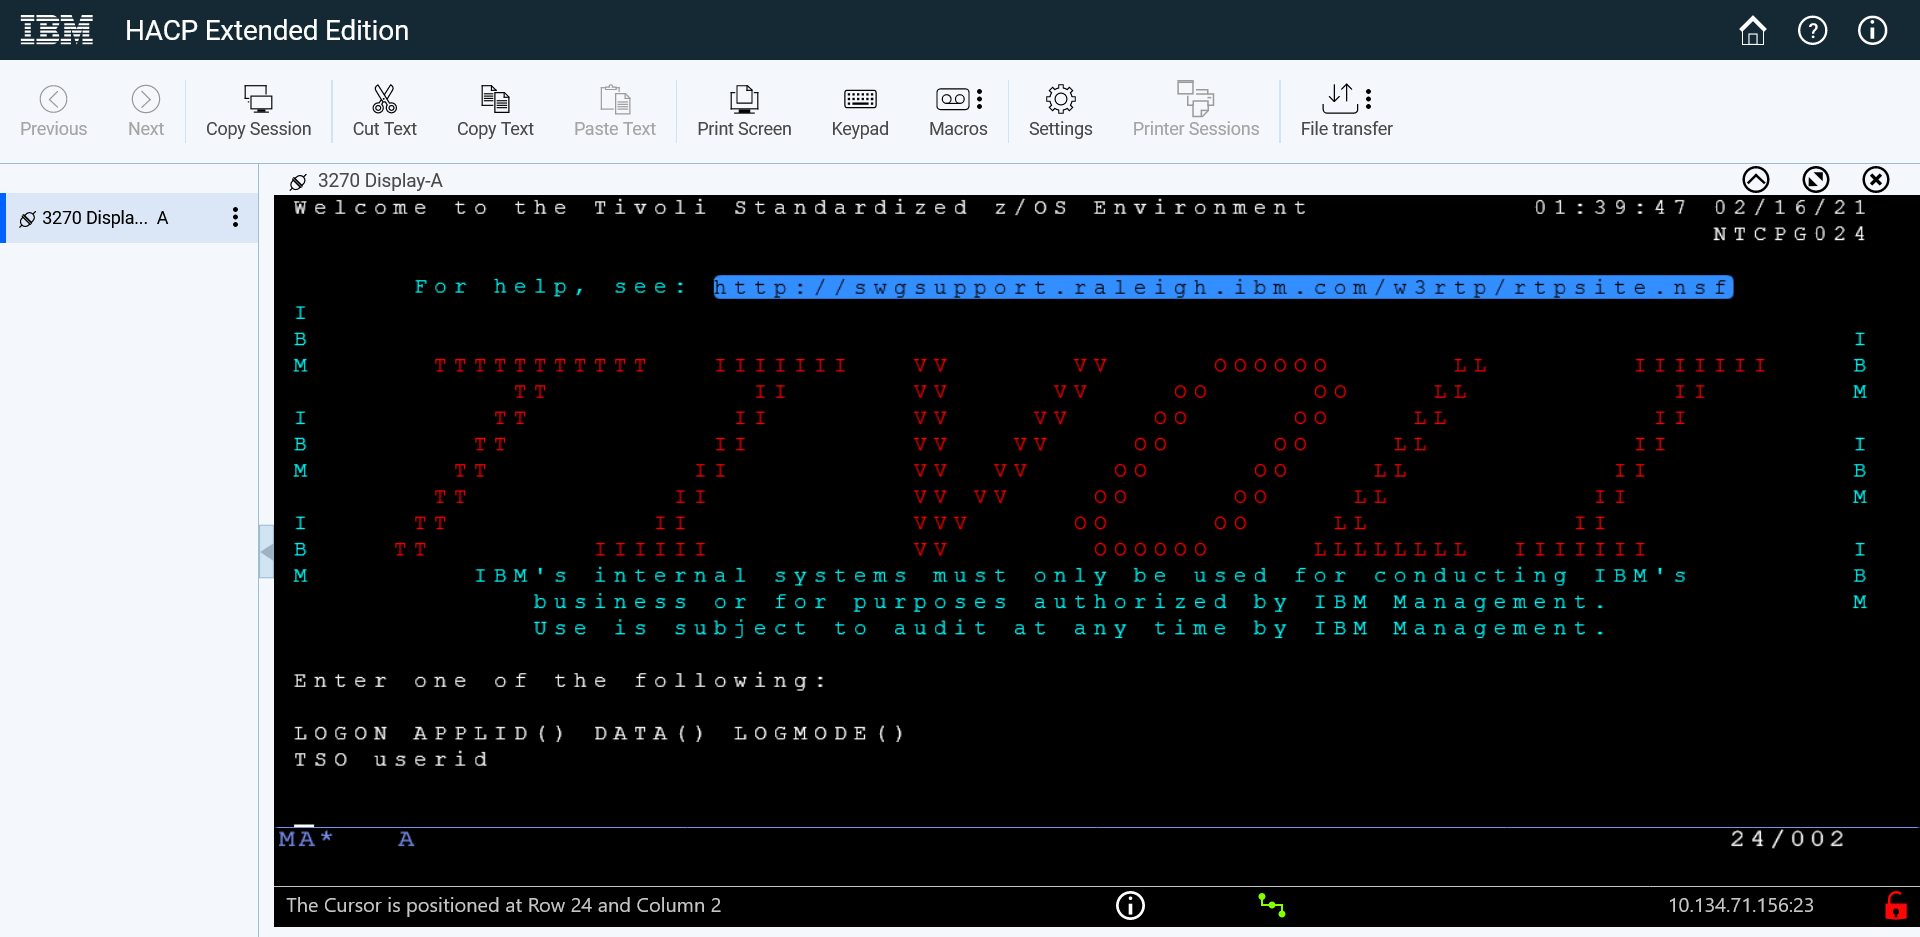 IBM HACP Extended Edition
Previous Next Copy Session Cut Text Copy Text Paste Text Print Screen Keypad Macros Settings Printer Sessions File transfer
3270 Display-A
3270 Displa... A
Welcome to the Tivoli Standardized z/OS Environment 01:39:47 02/16/21
NTCPG024
For help, see: http://swgsupport.raleigh.ibm.com/w3rtp/rtpsite.nsf
I
B I
M TTTTTTTTTTT IIIIIII VV VV OOOOOO LL IIIIIII B
TT II VV VV OO OO LL II M
I TT II VV VV OO OO LL II
B TT II VV VV OO OO LL II I
M TT II VV VV OO OO LL II B
TT II VV VV OO OO LL II M
I TT II VVV OO OO LL II
B TT IIIIII VV OOOOOO LLLLLLLL IIIIIII I
M IBM's internal systems must only be used for conducting IBM's B
business or for purposes authorized by IBM Management. M
Use is subject to audit at any time by IBM Management.
Enter one of the following:
LOGON APPLID() DATA() LOGMODE()
TSO userid
MA* A 24/002
The Cursor is positioned at Row 24 and Column 2 10.134.71.156:23